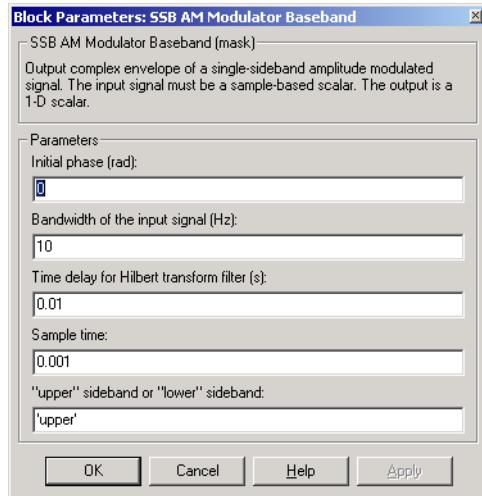 Block Parameters: SSB AM Modulator Baseband
SSB AM Modulator Baseband (mask)
Output complex envelope of a single-sideband amplitude modulated
signal. The input signal must be a sample-based scalar. The output is a
1-D scalar.
Parameters
Initial phase (rad):
0
Bandwidth of the input signal (Hz):
10
Time delay for Hilbert transform filter (s):
0.01
Sample time:
0.001
"upper" sideband or "lower" sideband:
'upper'
OK Cancel Help Apply